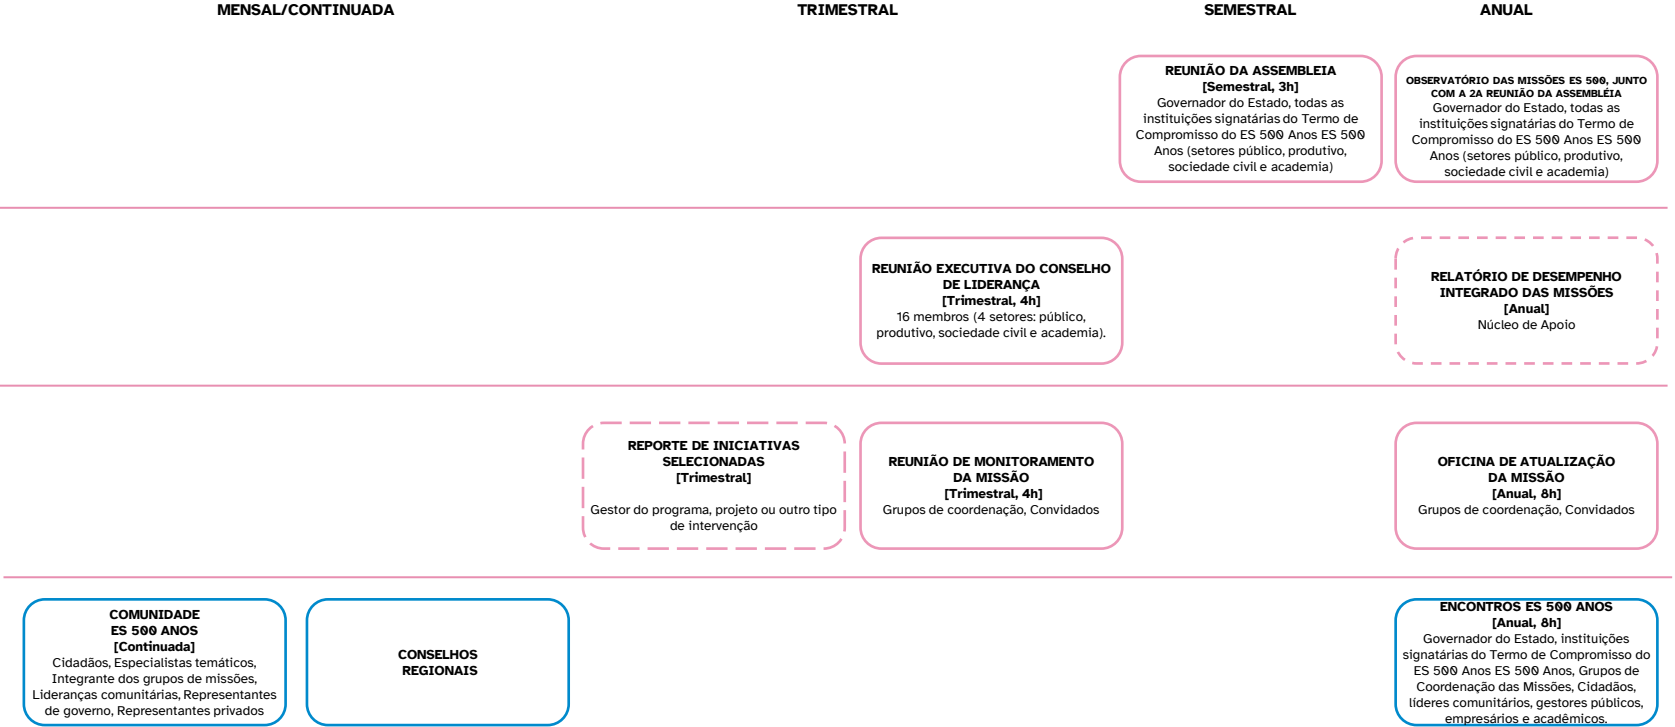 MENSAL/CONTINUADA
TRIMESTRAL
SEMESTRAL
ANUAL
REUNIÃO DA ASSEMBLEIA
[Semestral, 3h]
Governador do Estado, todas as
instituições signatárias do Termo de
Compromisso do ES 500 Anos ES 500
Anos (setores público, produtivo,
sociedade civil e academia)
OBSERVATÓRIO DAS MISSÕES ES 500, JUNTO
COM A 2A REUNIÃO DA ASSEMBLÉIA
Governador do Estado, todas as
instituições signatárias do Termo de
Compromisso do ES 500 Anos ES 500
Anos (setores público, produtivo,
sociedade civil e academia)
REUNIÃO EXECUTIVA DO CONSELHO
DE LIDERANÇA
[Trimestral, 4h]
16 membros (4 setores: público,
produtivo, sociedade civil e academia).
RELATÓRIO DE DESEMPENHO
INTEGRADO DAS MISSÕES
[Anual]
Núcleo de Apoio
REPORTE DE INICIATIVAS
SELECIONADAS
[Trimestral]
Gestor do programa, projeto ou outro tipo
de intervenção
REUNIÃO DE MONITORAMENTO
DA MISSÃO
[Trimestral, 4h]
Grupos de coordenação, Convidados
OFICINA DE ATUALIZAÇÃO
DA MISSÃO
[Anual, 8h]
Grupos de coordenação, Convidados
COMUNIDADE
ES 500 ANOS
[Continuada]
Cidadãos, Especialistas temáticos,
Integrante dos grupos de missões,
Lideranças comunitárias, Representantes
de governo, Representantes privados
CONSELHOS
REGIONAIS
ENCONTROS ES 500 ANOS
[Anual, 8h]
Governador do Estado, instituições
signatárias do Termo de Compromisso do
ES 500 Anos ES 500 Anos, Grupos de
Coordenação das Missões, Cidadãos,
líderes comunitários, gestores públicos,
empresários e acadêmicos.